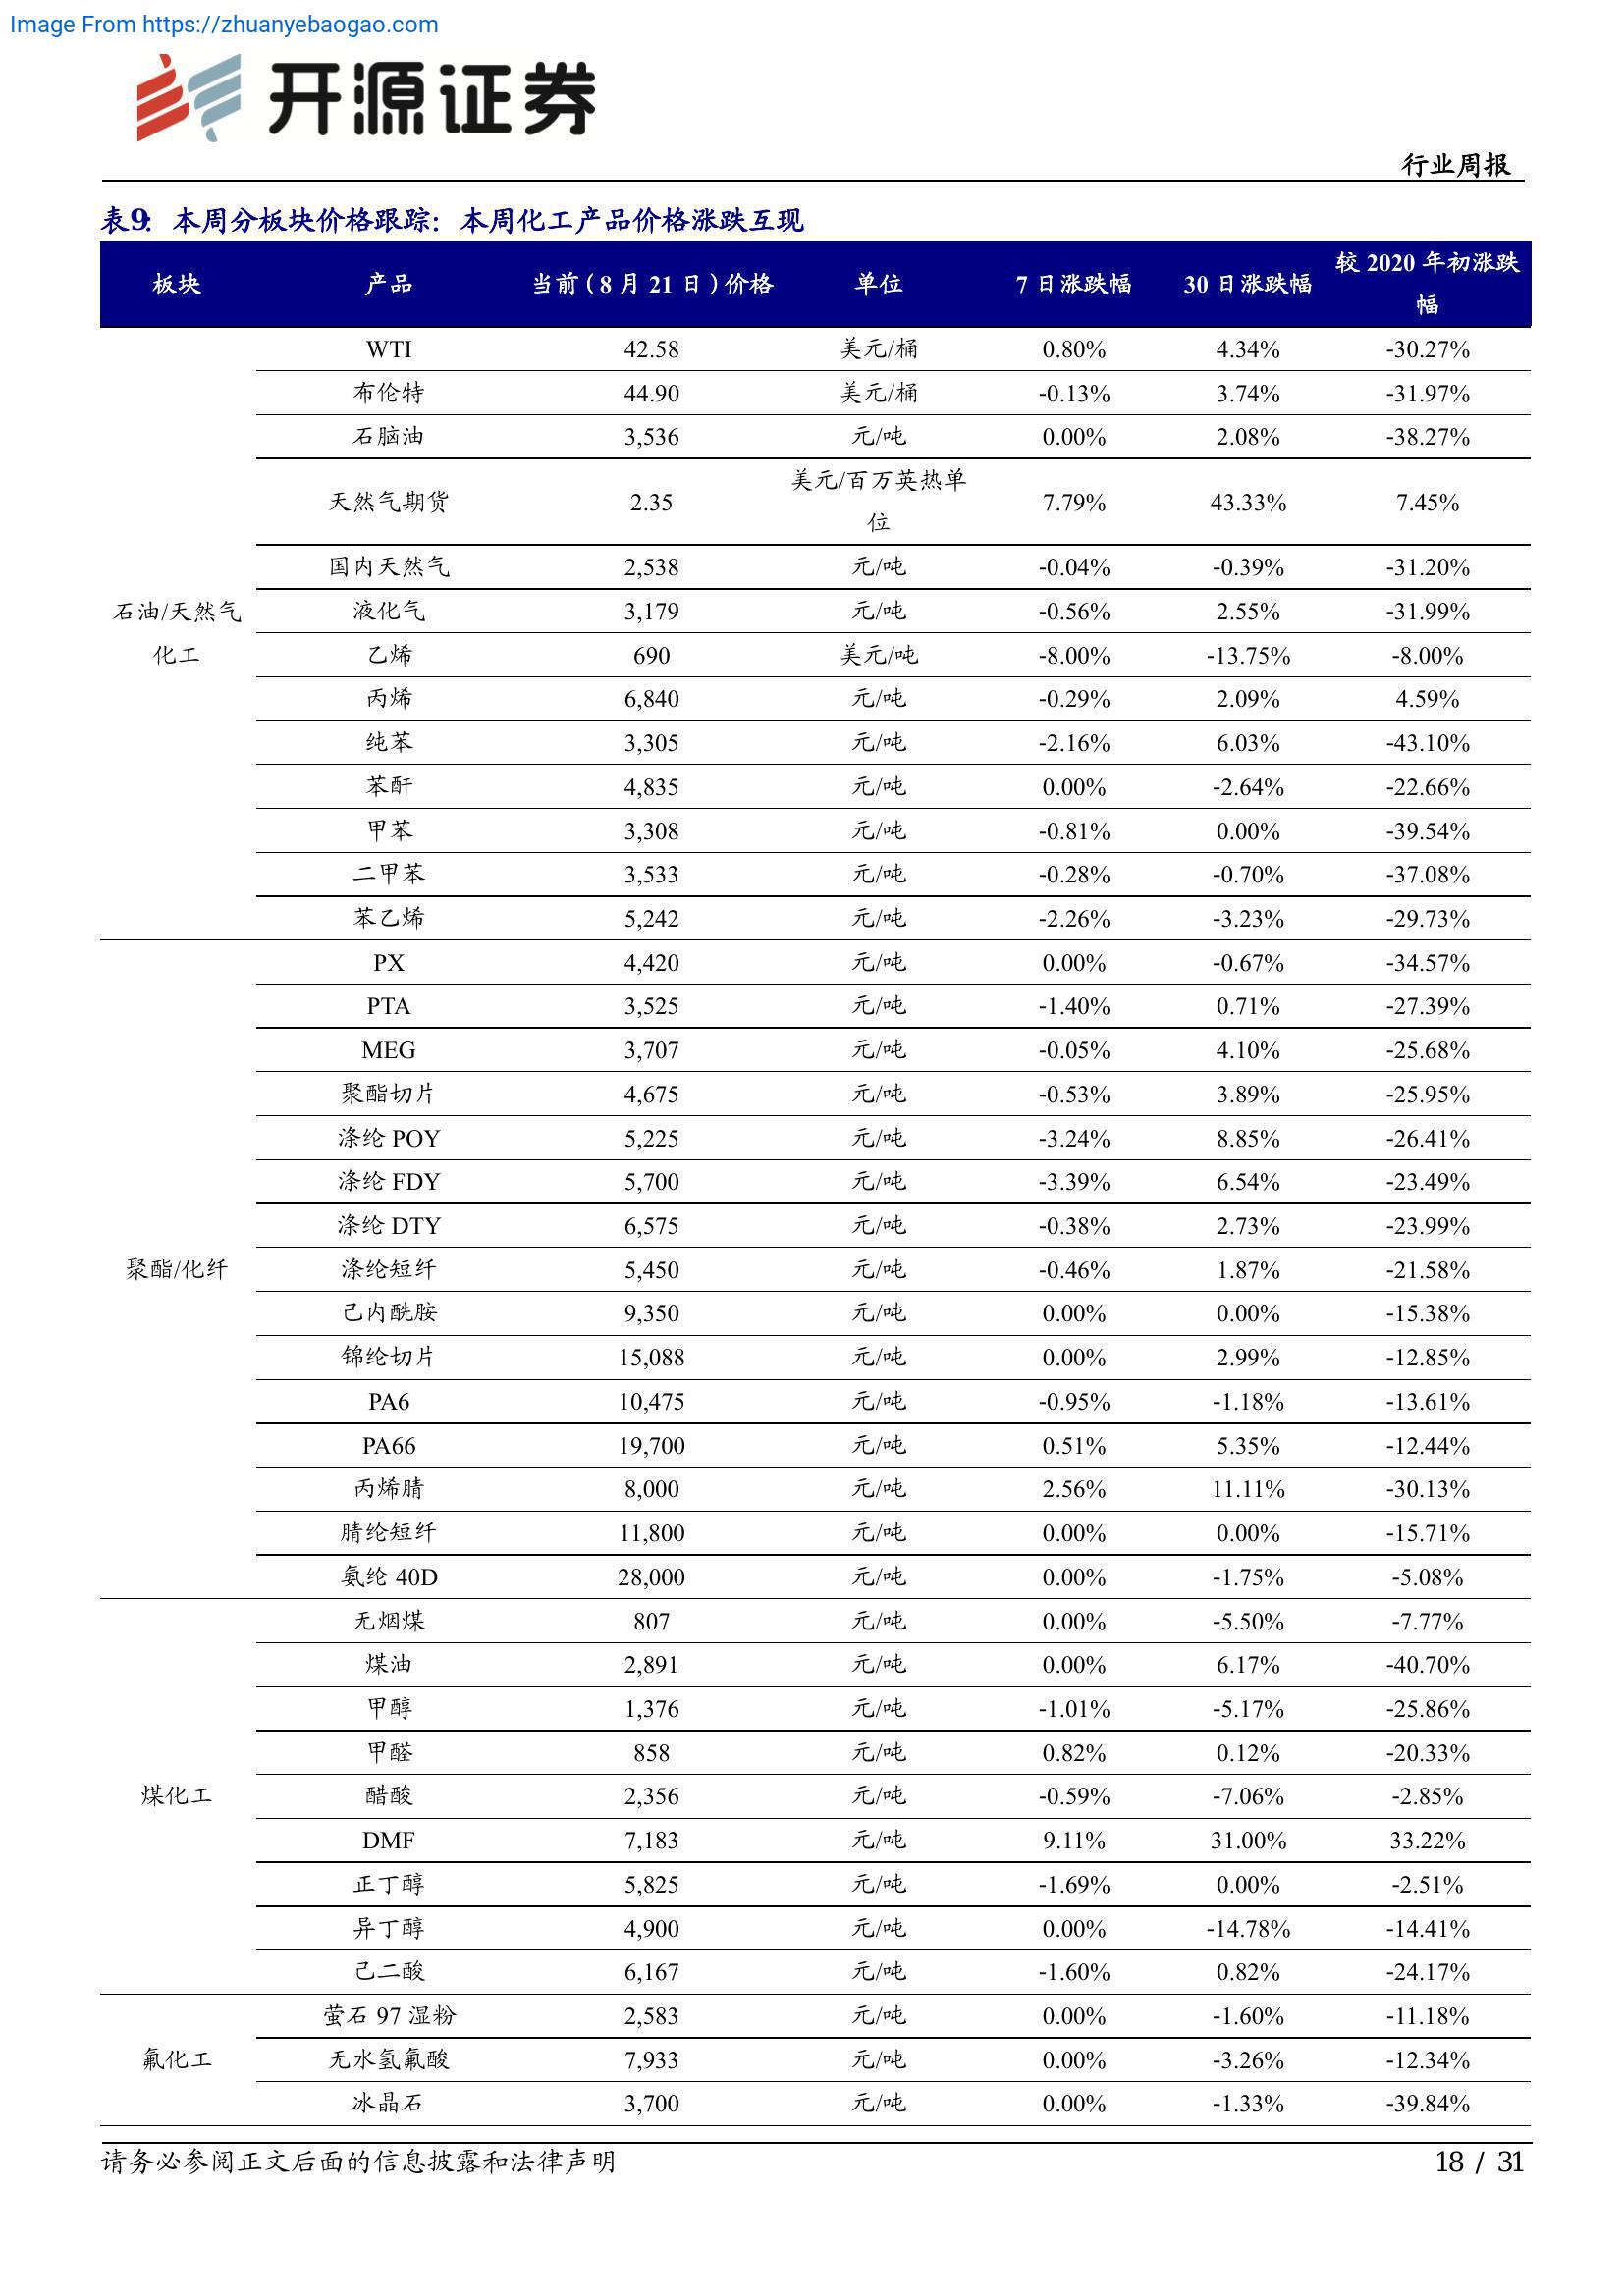 Image From https://zhuanyebaogao.com
开源证券
行业周报
表9： 本周分板块价格跟踪：本周化工产品价格涨跌互现
板块 产品 当前（8 月 21 日）价格 单位 7 日涨跌幅 30 日涨跌幅 较 2020 年初涨跌幅
石油/天然气化工
WTI 42.58 美元/桶 0.80% 4.34% -30.27%
布伦特 44.90 美元/桶 -0.13% 3.74% -31.97%
石脑油 3,536 元/吨 0.00% 2.08% -38.27%
天然气期货 2.35 美元/百万英热单位 7.79% 43.33% 7.45%
国内天然气 2,538 元/吨 -0.04% -0.39% -31.20%
液化气 3,179 元/吨 -0.56% 2.55% -31.99%
乙烯 690 美元/吨 -8.00% -13.75% -8.00%
丙烯 6,840 元/吨 -0.29% 2.09% 4.59%
纯苯 3,305 元/吨 -2.16% 6.03% -43.10%
苯酐 4,835 元/吨 0.00% -2.64% -22.66%
甲苯 3,308 元/吨 -0.81% 0.00% -39.54%
二甲苯 3,533 元/吨 -0.28% -0.70% -37.08%
苯乙烯 5,242 元/吨 -2.26% -3.23% -29.73%
聚酯/化纤
PX 4,420 元/吨 0.00% -0.67% -34.57%
PTA 3,525 元/吨 -1.40% 0.71% -27.39%
MEG 3,707 元/吨 -0.05% 4.10% -25.68%
聚酯切片 4,675 元/吨 -0.53% 3.89% -25.95%
涤纶 POY 5,225 元/吨 -3.24% 8.85% -26.41%
涤纶 FDY 5,700 元/吨 -3.39% 6.54% -23.49%
涤纶 DTY 6,575 元/吨 -0.38% 2.73% -23.99%
涤纶短纤 5,450 元/吨 -0.46% 1.87% -21.58%
己内酰胺 9,350 元/吨 0.00% 0.00% -15.38%
锦纶切片 15,088 元/吨 0.00% 2.99% -12.85%
PA6 10,475 元/吨 -0.95% -1.18% -13.61%
PA66 19,700 元/吨 0.51% 5.35% -12.44%
丙烯腈 8,000 元/吨 2.56% 11.11% -30.13%
腈纶短纤 11,800 元/吨 0.00% 0.00% -15.71%
氨纶 40D 28,000 元/吨 0.00% -1.75% -5.08%
煤化工
无烟煤 807 元/吨 0.00% -5.50% -7.77%
煤油 2,891 元/吨 0.00% 6.17% -40.70%
甲醇 1,376 元/吨 -1.01% -5.17% -25.86%
甲醛 858 元/吨 0.82% 0.12% -20.33%
醋酸 2,356 元/吨 -0.59% -7.06% -2.85%
DMF 7,183 元/吨 9.11% 31.00% 33.22%
正丁醇 5,825 元/吨 -1.69% 0.00% -2.51%
异丁醇 4,900 元/吨 0.00% -14.78% -14.41%
己二酸 6,167 元/吨 -1.60% 0.82% -24.17%
氟化工
萤石 97 湿粉 2,583 元/吨 0.00% -1.60% -11.18%
无水氢氟酸 7,933 元/吨 0.00% -3.26% -12.34%
冰晶石 3,700 元/吨 0.00% -1.33% -39.84%
请务必参阅正文后面的信息披露和法律声明
18 / 31